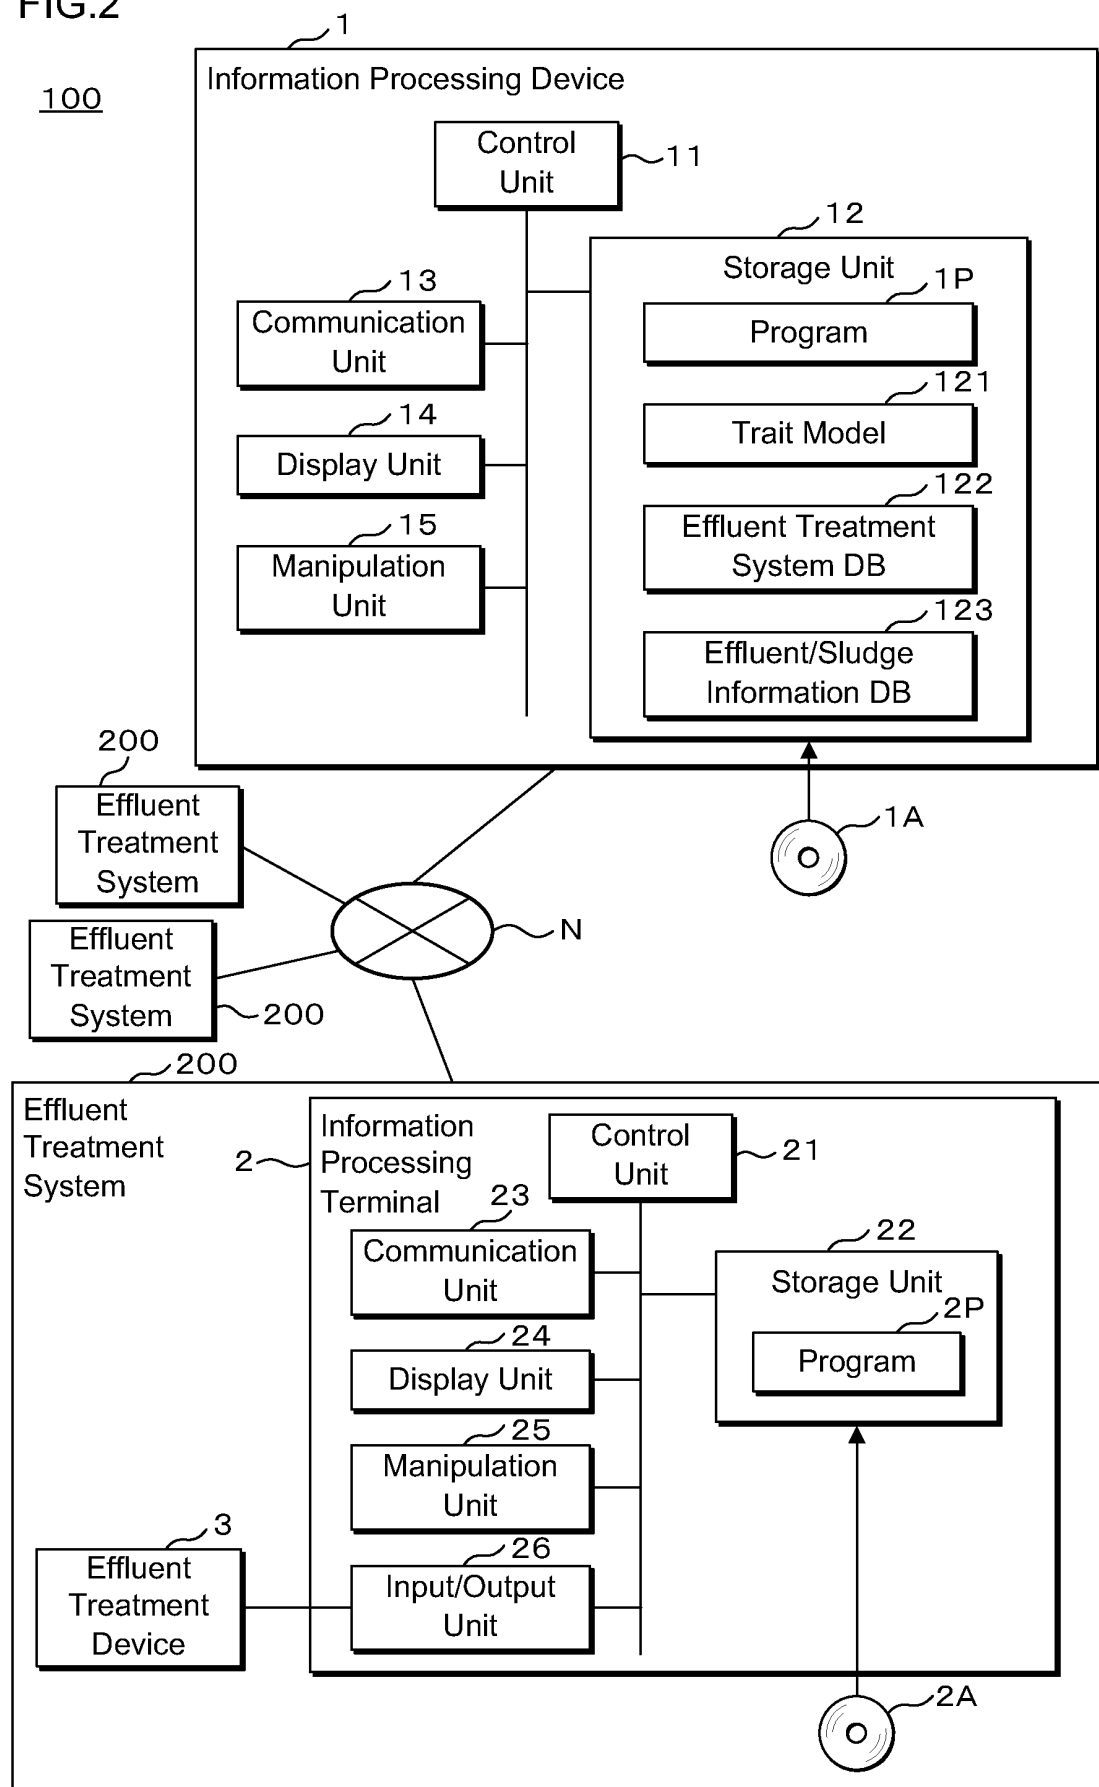 FIG.2
1
100
Information Processing Device
Control
Unit
11
12
Storage Unit
13
Communication
Unit
1P
Program
14
Display Unit
121
Trait Model
15
Manipulation
Unit
122
Effluent Treatment
System DB
123
Effluent/Sludge
Information DB
200
Effluent
Treatment
System
1A
Effluent
Treatment
System
200
N
200
Effluent
Treatment
System
2
Information
Processing
Terminal
Control
Unit
21
23
Communication
Unit
22
Storage Unit
2P
Program
24
Display Unit
25
Manipulation
Unit
3
Effluent
Treatment
Device
26
Input/Output
Unit
2A